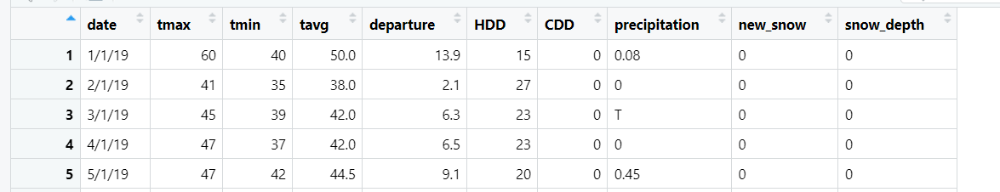 date tmax tmin tavg departure HDD CDD precipitation new_snow snow_depth
1 1/1/19 60 40 50.0 13.9 15 0 0.08 0 0
2 2/1/19 41 35 38.0 2.1 27 0 0 0 0
3 3/1/19 45 39 42.0 6.3 23 0 T 0 0
4 4/1/19 47 37 42.0 6.5 23 0 0 0 0
5 5/1/19 47 42 44.5 9.1 20 0 0.45 0 0